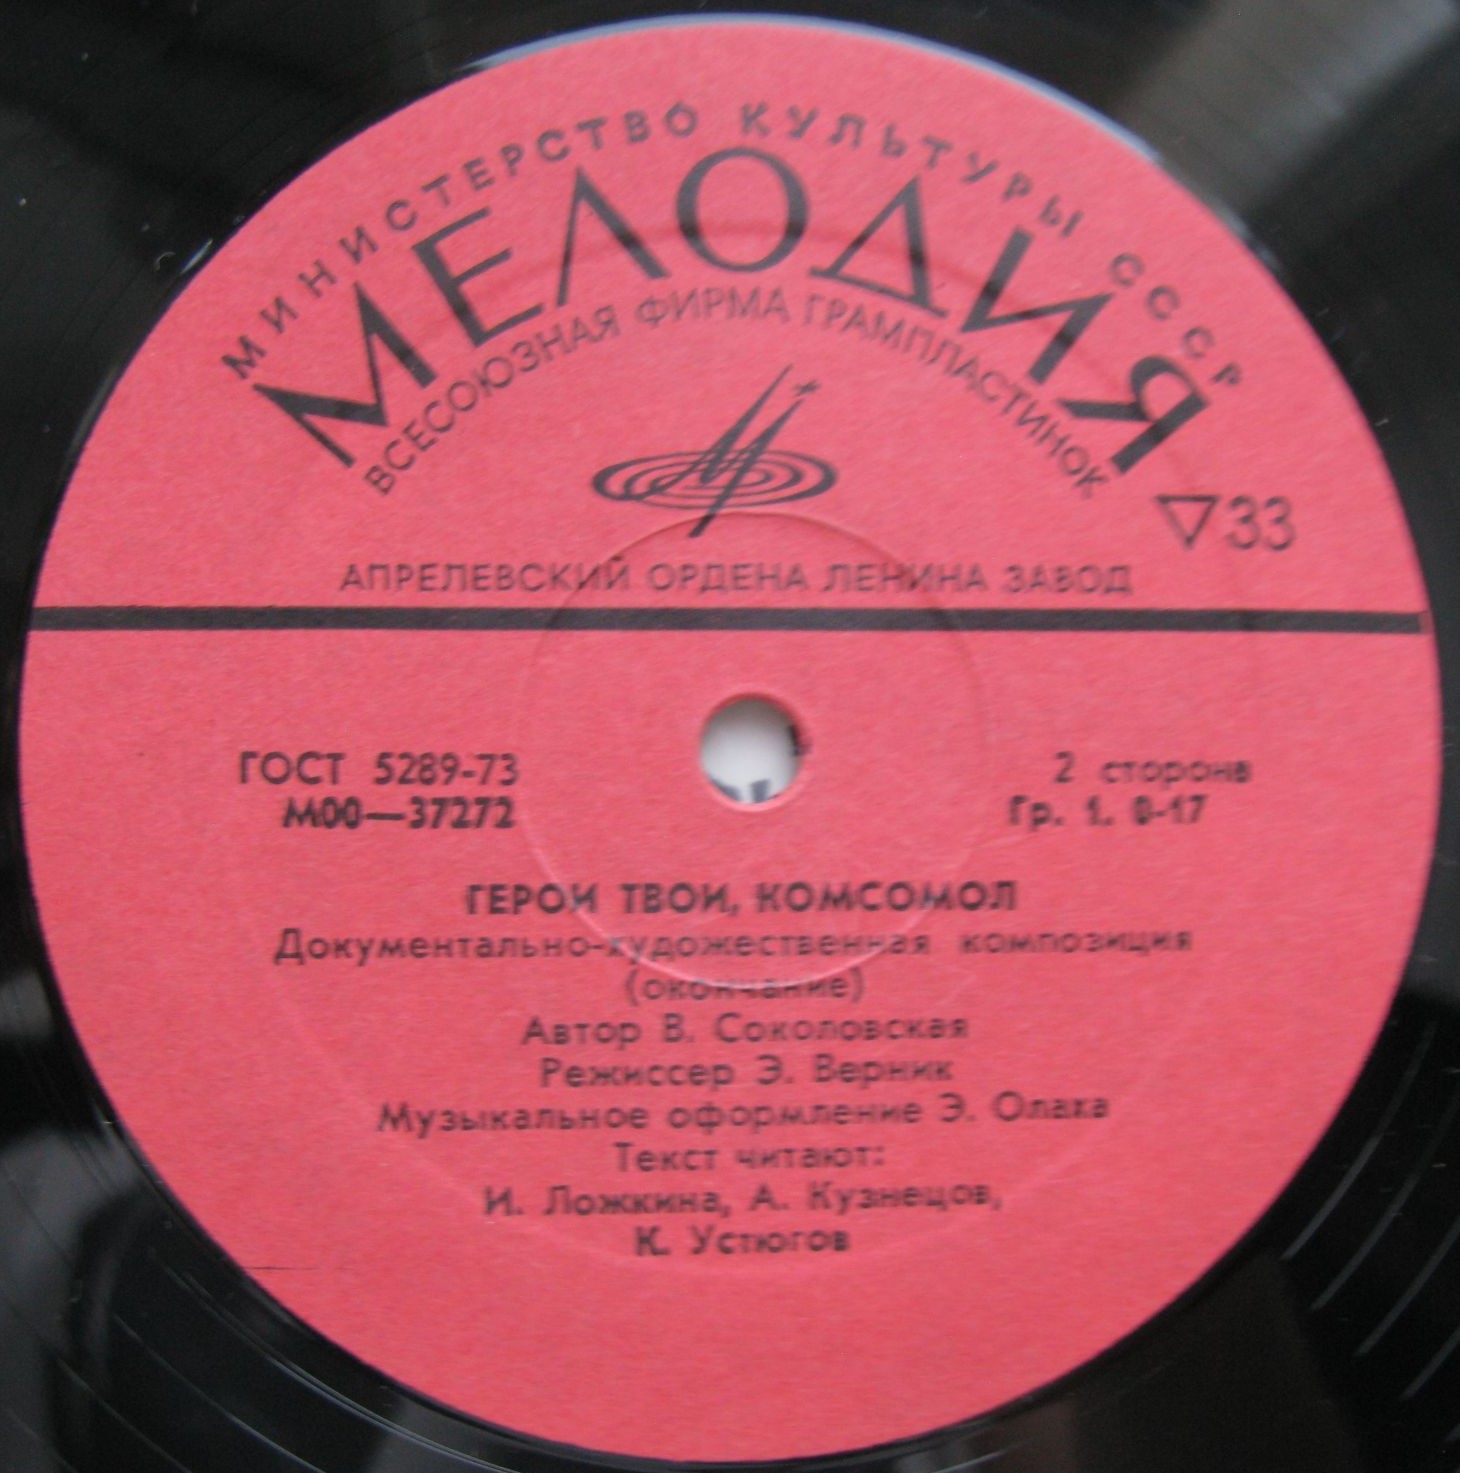 МИНИСТЕРСТВО КУЛЬТУРЫ СССР
МЕЛОДИЯ
ВСЕСОЮЗНАЯ ФИРМА ГРАМПЛАСТИНОК
▽33
АПРЕЛЕВСКИЙ ОРДЕНА ЛЕНИНА ЗАВОД
ГОСТ 5289-73
М00—37272
2 сторона
Гр. 1. 8-17
ГЕРОИ ТВОИ, КОМСОМОЛ
Документально-художественная композиция
(окончание)
Автор В. Соколовская
Режиссер Э. Верник
Музыкальное оформление Э. Олаха
Текст читают:
И. Ложкина, А. Кузнецов,
К. Устюгов